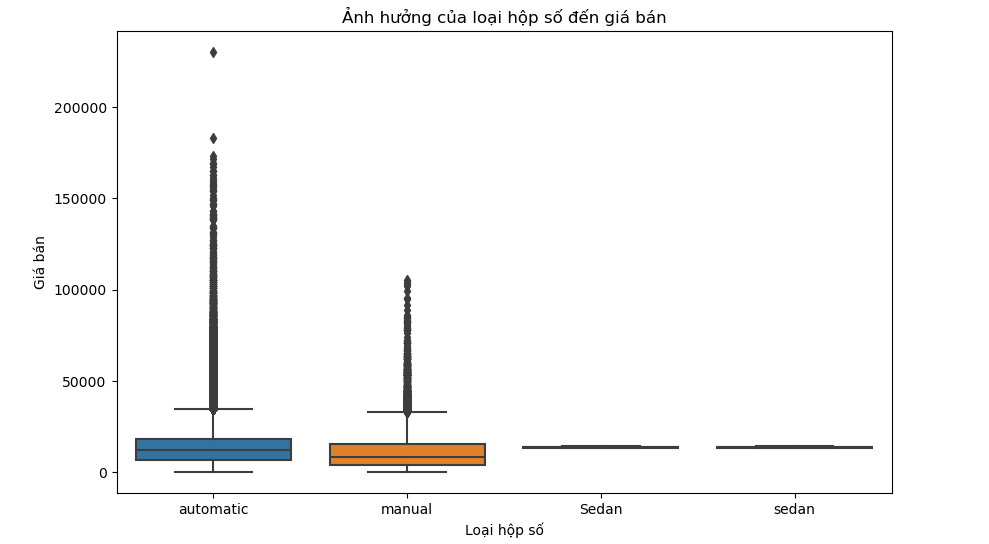 Ảnh hưởng của loại hộp số đến giá bán
Giá bán
200000
150000
100000
50000
0
automatic
manual
Sedan
sedan
Loại hộp số